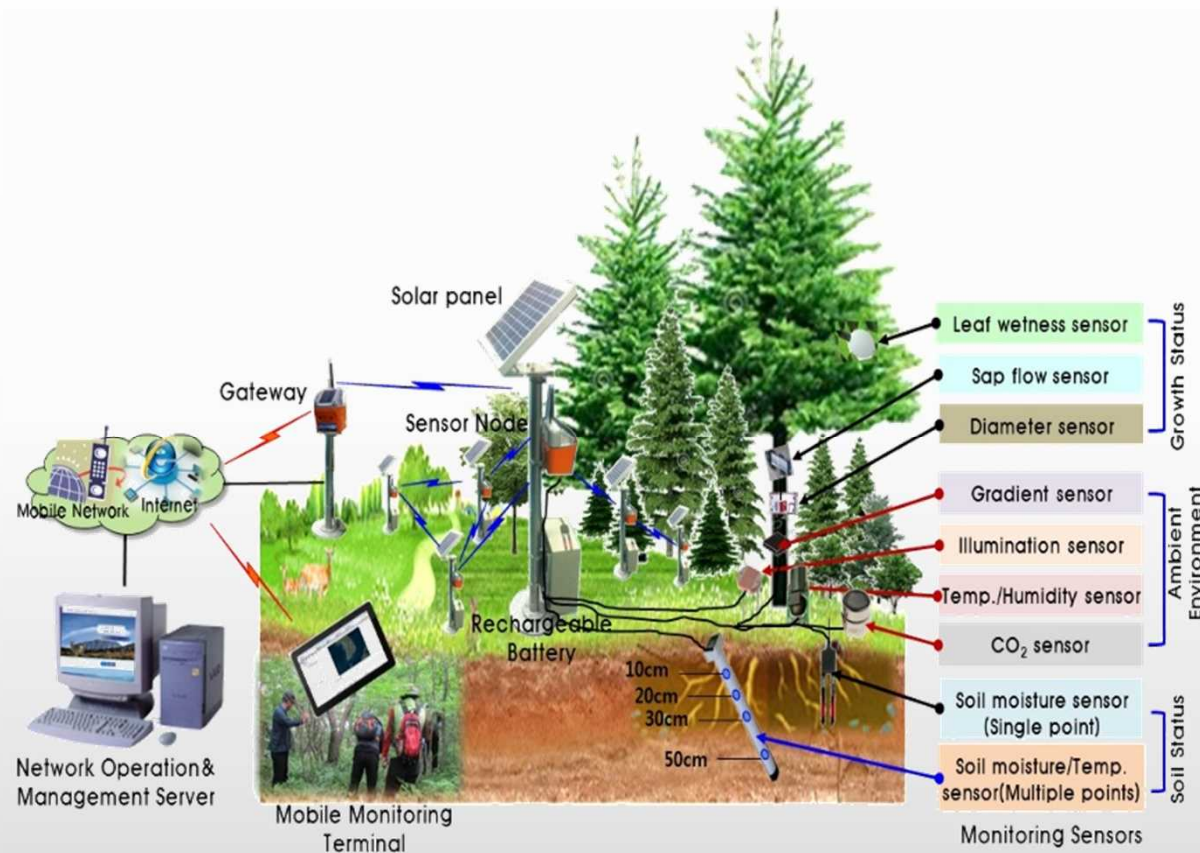 Solar panel
Gateway
Sensor Node
Mobile Network
Internet
Rechargeable
Battery
10cm
20cm
30cm
50cm
Network Operation&
Management Server
Mobile Monitoring
Terminal
Leaf wetness sensor
Sap flow sensor
Diameter sensor
Growth Status
Gradient sensor
Illumination sensor
Temp./Humidity sensor
CO₂ sensor
Ambient
Environment
Soil moisture sensor
(Single point)
Soil moisture/Temp.
sensor(Multiple points)
Soil Status
Monitoring Sensors